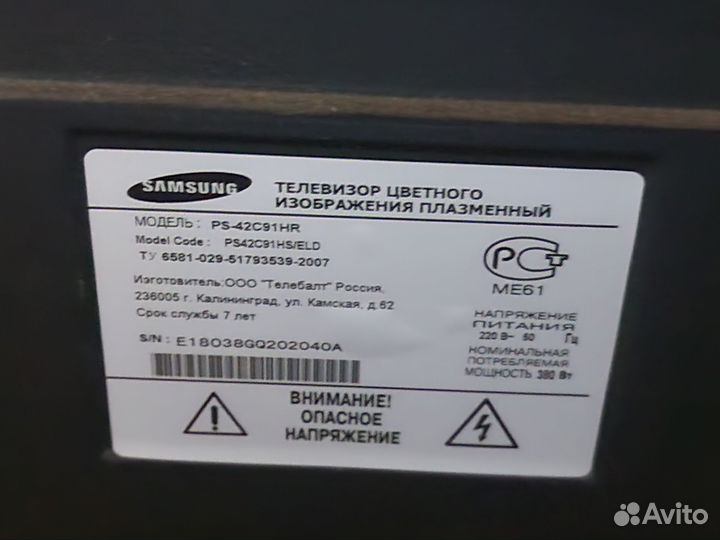 SAMSUNG
ТЕЛЕВИЗОР ЦВЕТНОГО
ИЗОБРАЖЕНИЯ ПЛАЗМЕННЫЙ
МОДЕЛЬ: PS-42C91HR
Model Code : PS42C91HS/ELD
ТУ 6581-029-51793539-2007
Изготовитель:ООО "Телебалт" Россия,
236005 г. Калининград, ул. Камская, д.62
Срок службы 7 лет
S/N : E18038GQ202040A
РСТ
МЕ61
НАПРЯЖЕНИЕ
ПИТАНИЯ
220 В~ 50 Гц
НОМИНАЛЬНАЯ
ПОТРЕБЛЯЕМАЯ
МОЩНОСТЬ 380 Вт
ВНИМАНИЕ!
ОПАСНОЕ
НАПРЯЖЕНИЕ
Avito